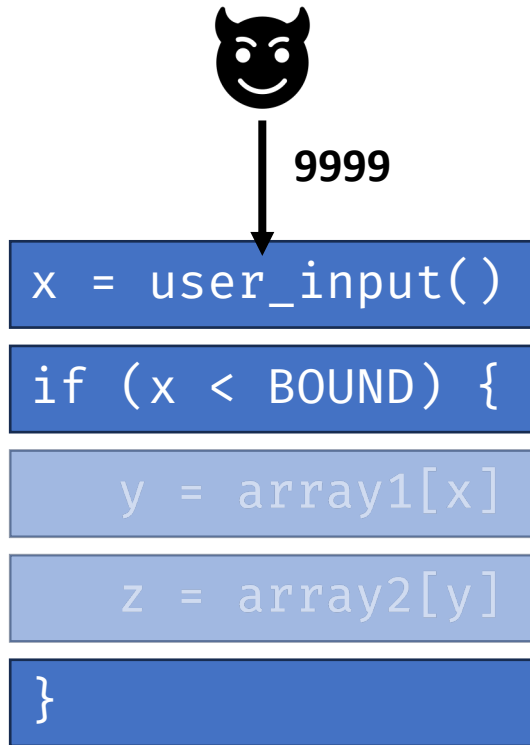 9999
x = user_input()
if (x < BOUND) {
y = array1[x]
z = array2[y]
}